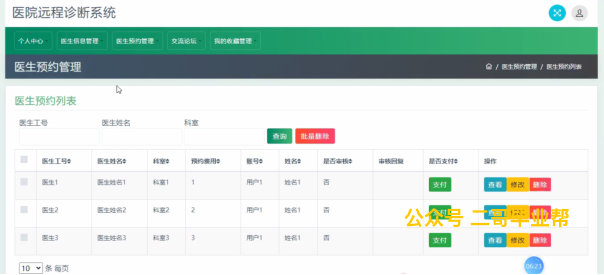 医院远程诊断系统
个人中心 医生信息管理 医生预约管理 交流论坛 我的收藏管理
医生预约管理
/ 医生预约管理 / 医生预约列表
医生预约列表
医生工号 医生姓名 科室
查询 批量删除
医生工号 医生姓名 科室 预约费用 账号 姓名 是否审核 审核回复 是否支付 操作
医生1 医生姓名1 科室1 1 用户1 姓名1 否 支付 查看 修改 删除
医生2 医生姓名2 科室2 2 用户1 姓名1 否 支付 查看 删除
公众号 二哥毕业帮
医生3 医生姓名3 科室3 3 用户1 姓名1 否 支付 查看 修改 删除
10 条 每页
06:23